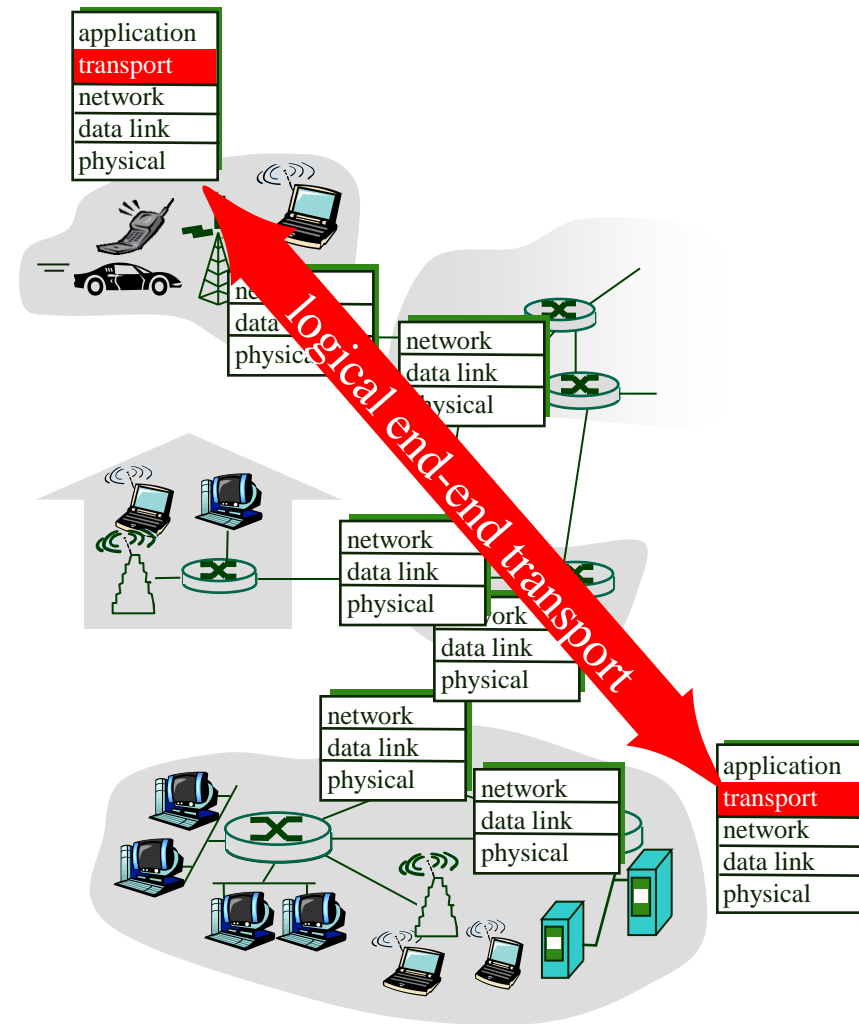 application
transport
network
data link
physical
data
physical
network
data link
physical
logical end-end transport
network
data link
physical
data link
physical
network
data link
physical
network
data link
physical
application
transport
network
data link
physical